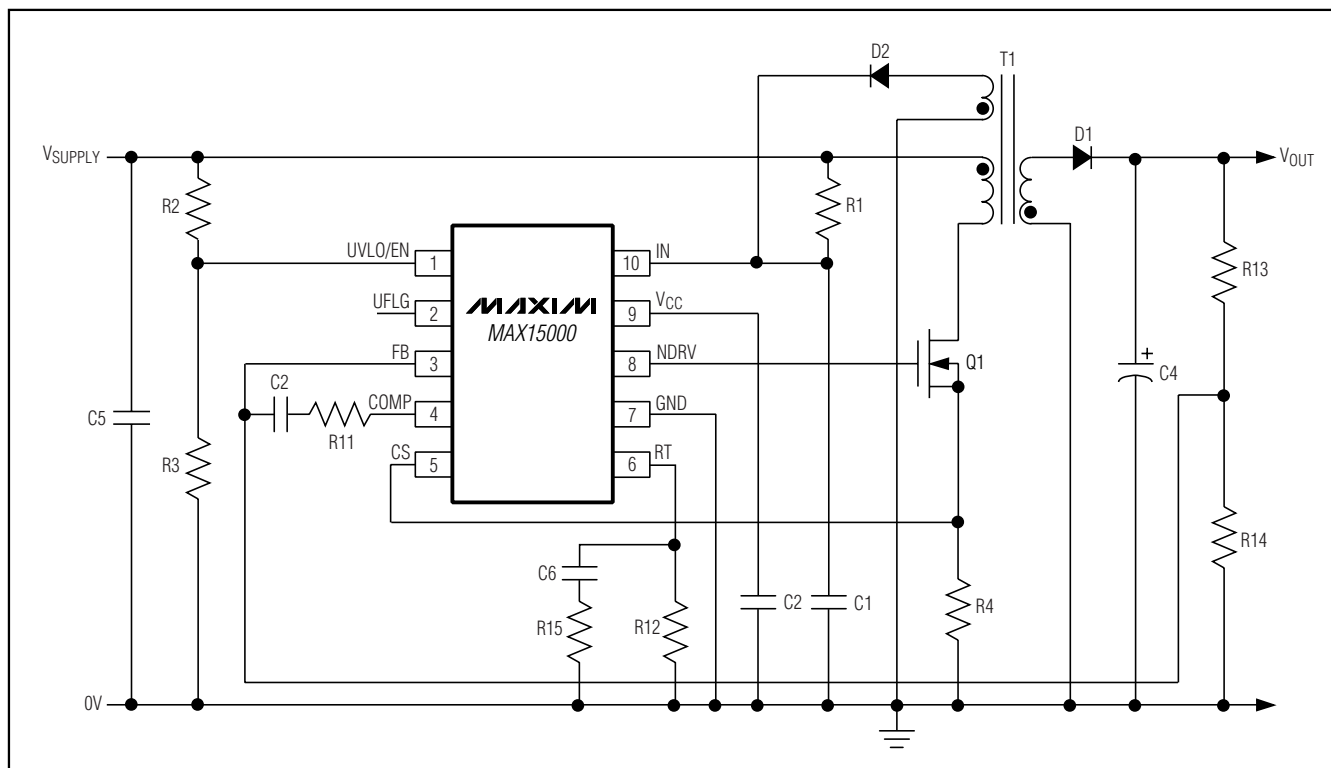 D2
T1
D1
VSUPPLY
VOUT
R2
R1
UVLO/EN
IN
1
10
R13
UFLG
MAXIM
VCC
2
MAX15000
9
FB
NDRV
3
8
Q1
C4
+
C2
COMP
GND
4
7
C5
R11
R3
CS
RT
5
6
R14
C6
C2
C1
R4
R15
R12
0V